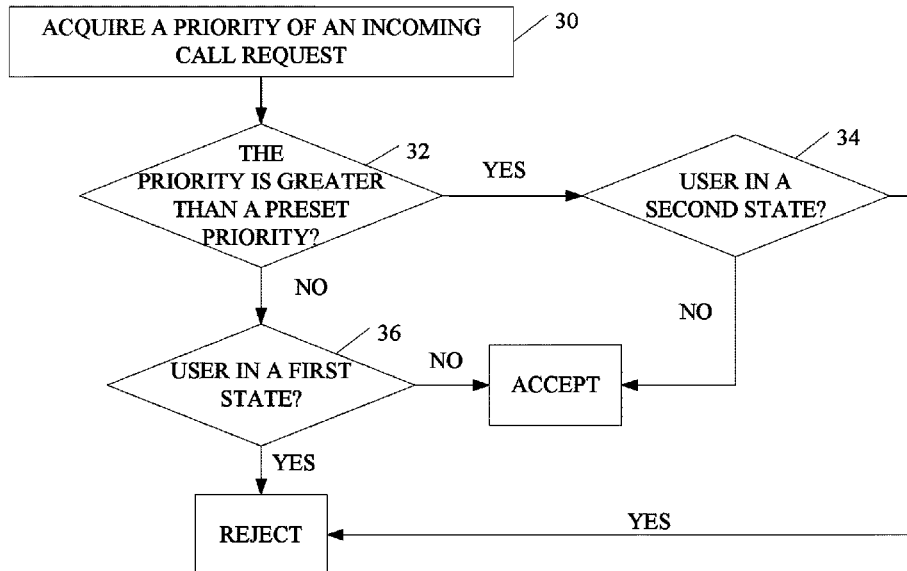 ACQUIRE A PRIORITY OF AN INCOMING
CALL REQUEST
30
THE
PRIORITY IS GREATER
THAN A PRESET
PRIORITY?
32
YES
USER IN A
SECOND STATE?
34
NO
NO
USER IN A FIRST
STATE?
36
NO
ACCEPT
YES
REJECT
YES